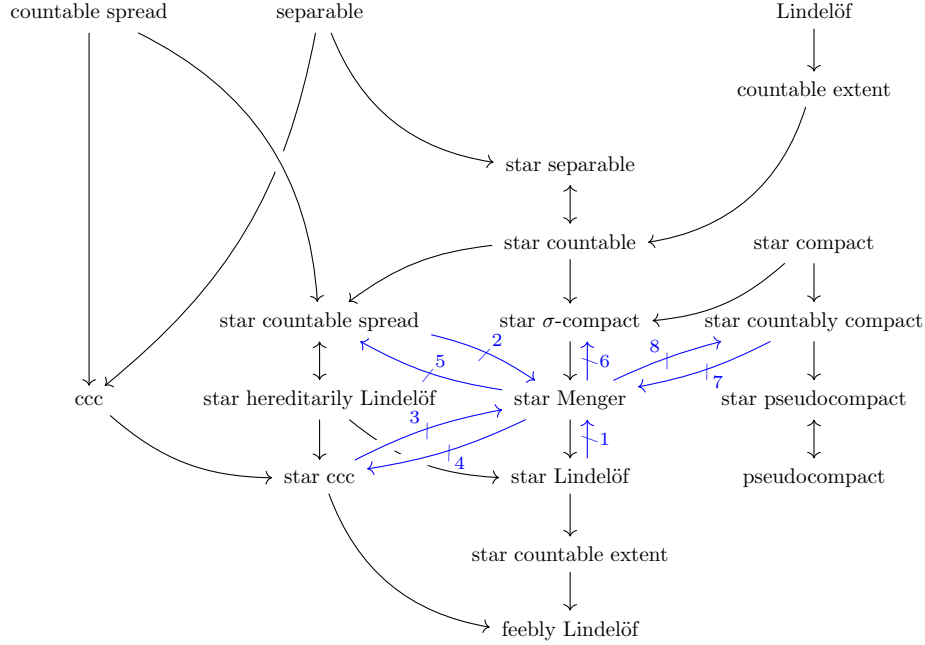 countable spread
separable
Lindelöf
countable extent
star separable
star countable
star compact
star countable spread
star σ-compact
star countably compact
2
5
6
8
7
ccc
star hereditarily Lindelöf
star Menger
star pseudocompact
3
1
4
star ccc
star Lindelöf
pseudocompact
star countable extent
feebly Lindelöf